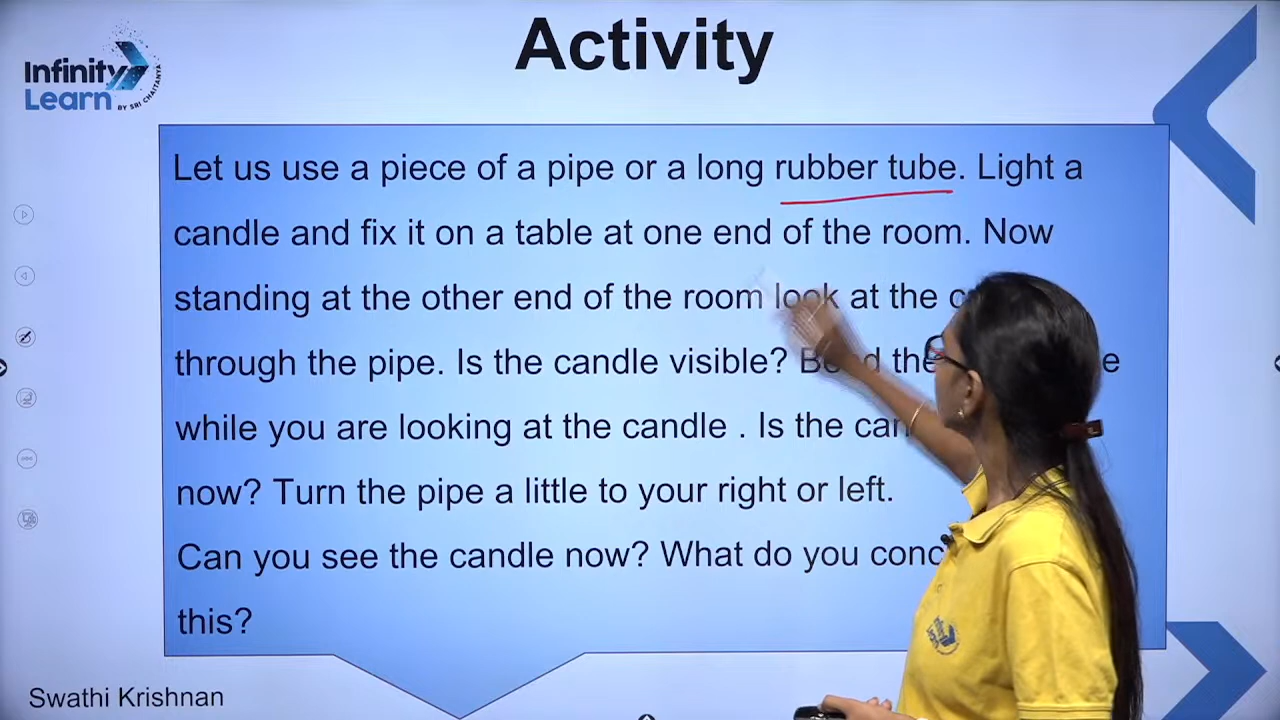 Activity
Infinity
Learn
BY SRI CHAITANYA
Let us use a piece of a pipe or a long rubber tube. Light a
candle and fix it on a table at one end of the room. Now
standing at the other end of the room look at the
through the pipe. Is the candle visible? Bend the
while you are looking at the candle . Is the
now? Turn the pipe a little to your right or left.
Can you see the candle now? What do you
this?
Swathi Krishnan